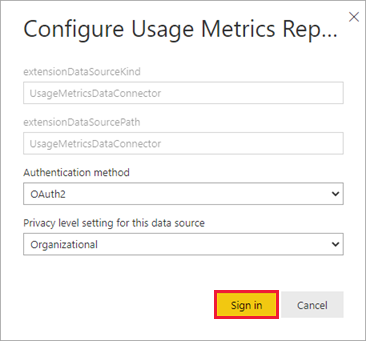 Configure Usage Metrics Rep...
extensionDataSourceKind
UsageMetricsDataConnector
extensionDataSourcePath
UsageMetricsDataConnector
Authentication method
OAuth2
Privacy level setting for this data source
Organizational
Sign in
Cancel